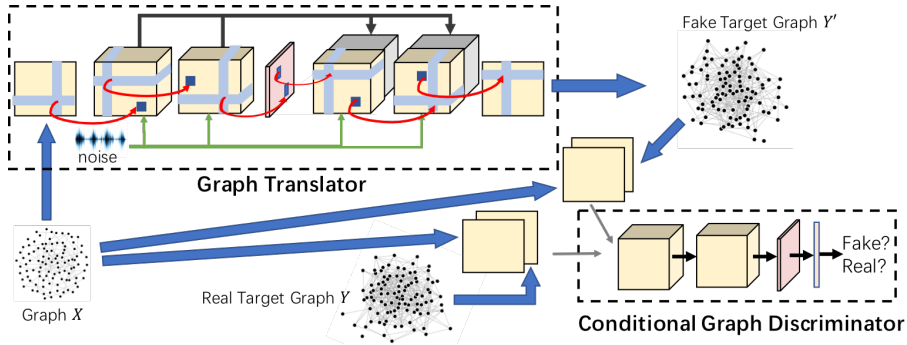 Fake Target Graph Y′
noise
Graph Translator
Fake?
Real?
Real Target Graph Y
Graph X
Conditional Graph Discriminator